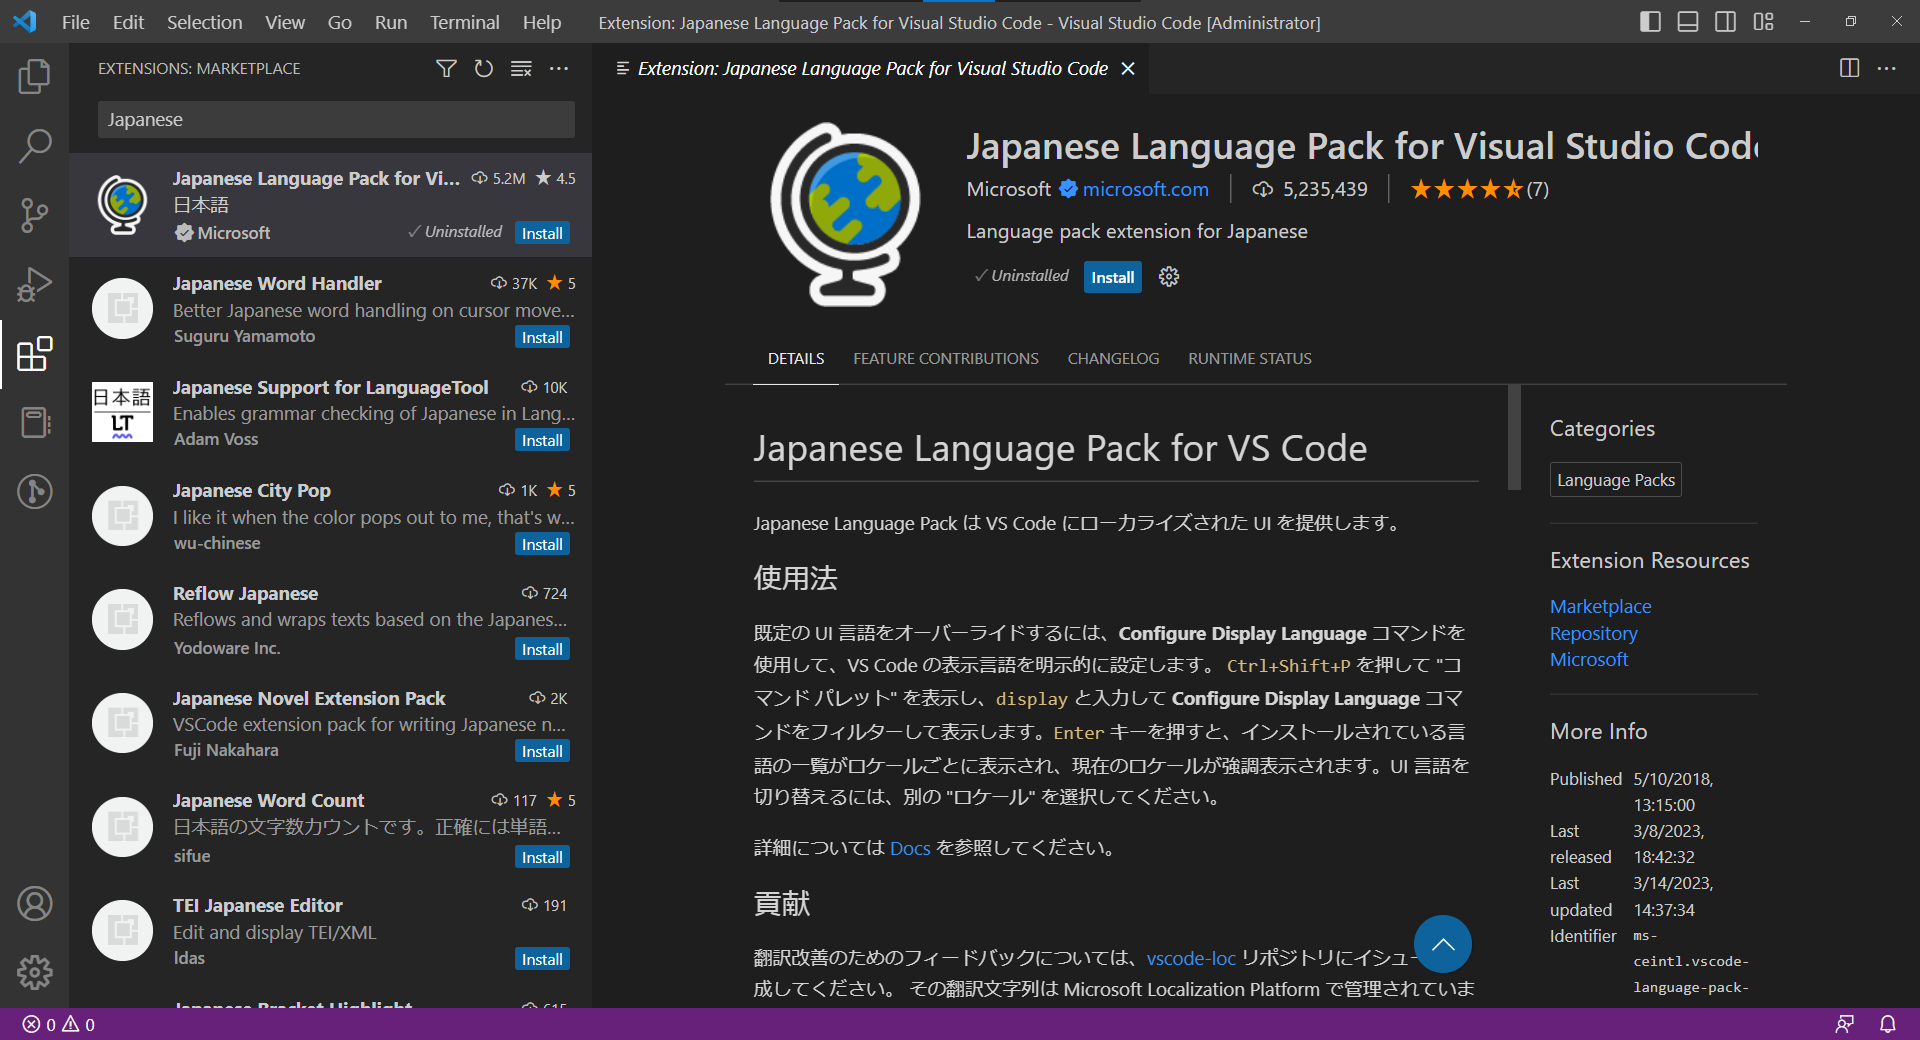 File Edit Selection View Go Run Terminal Help
Extension: Japanese Language Pack for Visual Studio Code - Visual Studio Code [Administrator]
EXTENSIONS: MARKETPLACE
Japanese
Japanese Language Pack for Vi... 5.2M 4.5
日本語
Microsoft Uninstalled Install
Japanese Word Handler 37K 5
Better Japanese word handling on cursor move...
Suguru Yamamoto Install
日本語
LT
Japanese Support for LanguageTool 10K
Enables grammar checking of Japanese in Lang...
Adam Voss Install
Japanese City Pop 1K 5
I like it when the color pops out to me, that's w...
wu-chinese Install
Reflow Japanese 724
Reflows and wraps texts based on the Japanes...
Yodoware Inc. Install
Japanese Novel Extension Pack 2K
VSCode extension pack for writing Japanese n...
Fuji Nakahara Install
Japanese Word Count 117 5
日本語の文字数カウントです。正確には単語...
sifue Install
TEI Japanese Editor 191
Edit and display TEI/XML
ldas Install
Japanese Bracket Highlight 615
Extension: Japanese Language Pack for Visual Studio Code
Japanese Language Pack for Visual Studio Code
Microsoft microsoft.com 5,235,439 (7)
Language pack extension for Japanese
Uninstalled Install
DETAILS FEATURE CONTRIBUTIONS CHANGELOG RUNTIME STATUS
Japanese Language Pack for VS Code
Japanese Language Pack は VS Code にローカライズされた UI を提供します。
使用法
既定の UI 言語をオーバーライドするには、Configure Display Language コマンドを
使用して、VS Code の表示言語を明示的に設定します。 Ctrl+Shift+P を押して "コ
マンド パレット" を表示し、display と入力して Configure Display Language コマ
ンドをフィルターして表示します。Enter キーを押すと、インストールされている言
語の一覧がロケールごとに表示され、現在のロケールが強調表示されます。UI 言語を
切り替えるには、別の "ロケール" を選択してください。
詳細については Docs を参照してください。
貢献
翻訳改善のためのフィードバックについては、vscode-loc リポジトリにイシュー
成してください。 その翻訳文字列は Microsoft Localization Platform で管理されていま
Categories
Language Packs
Extension Resources
Marketplace
Repository
Microsoft
More Info
Published 5/10/2018,
13:15:00
Last 3/8/2023,
released 18:42:32
Last 3/14/2023,
updated 14:37:34
Identifier ms-
ceintl.vscode-
language-pack-
0 0